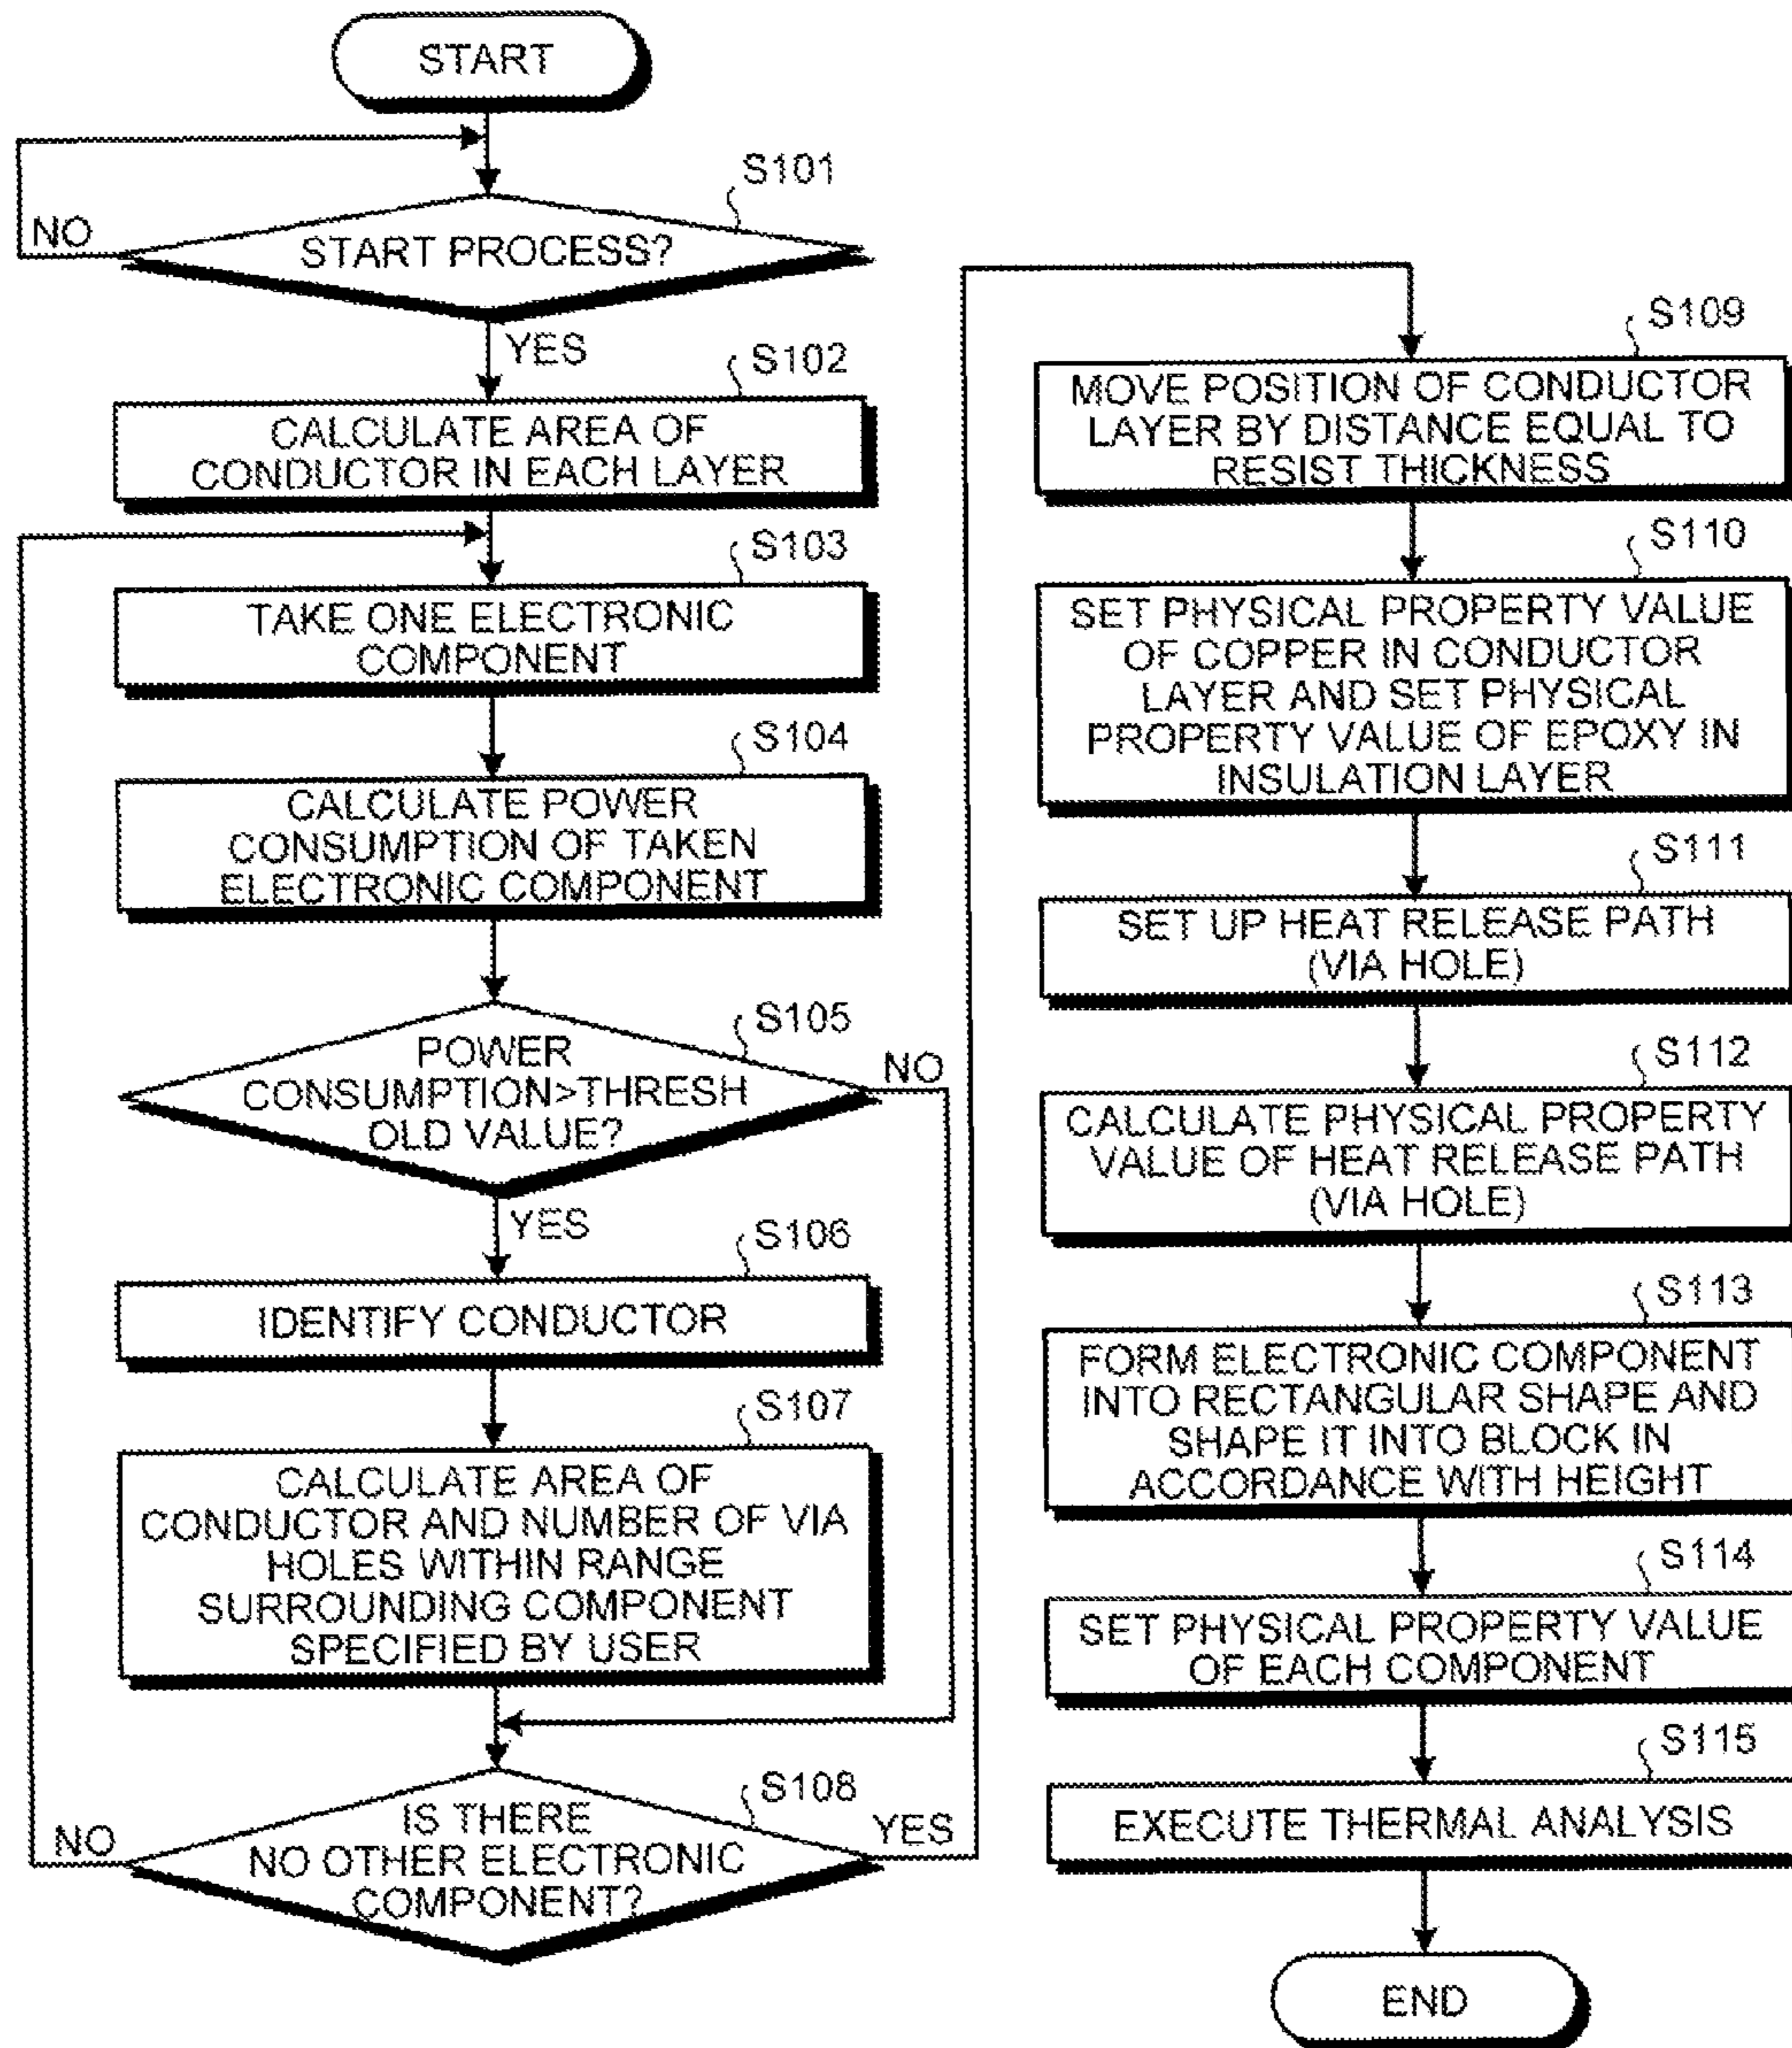 START
S101
NO
START PROCESS?
YES
S102
CALCULATE AREA OF
CONDUCTOR IN EACH LAYER
S103
TAKE ONE ELECTRONIC
COMPONENT
S104
CALCULATE POWER
CONSUMPTION OF TAKEN
ELECTRONIC COMPONENT
S105
POWER
CONSUMPTION>THRESH
OLD VALUE?
NO
YES
S106
IDENTIFY CONDUCTOR
S107
CALCULATE AREA OF
CONDUCTOR AND NUMBER OF VIA
HOLES WITHIN RANGE
SURROUNDING COMPONENT
SPECIFIED BY USER
S108
IS THERE
NO OTHER ELECTRONIC
COMPONENT?
NO
YES
S109
MOVE POSITION OF CONDUCTOR
LAYER BY DISTANCE EQUAL TO
RESIST THICKNESS
S110
SET PHYSICAL PROPERTY VALUE
OF COPPER IN CONDUCTOR
LAYER AND SET PHYSICAL
PROPERTY VALUE OF EPOXY IN
INSULATION LAYER
S111
SET UP HEAT RELEASE PATH
(VIA HOLE)
S112
CALCULATE PHYSICAL PROPERTY
VALUE OF HEAT RELEASE PATH
(VIA HOLE)
S113
FORM ELECTRONIC COMPONENT
INTO RECTANGULAR SHAPE AND
SHAPE IT INTO BLOCK IN
ACCORDANCE WITH HEIGHT
S114
SET PHYSICAL PROPERTY VALUE
OF EACH COMPONENT
S115
EXECUTE THERMAL ANALYSIS
END